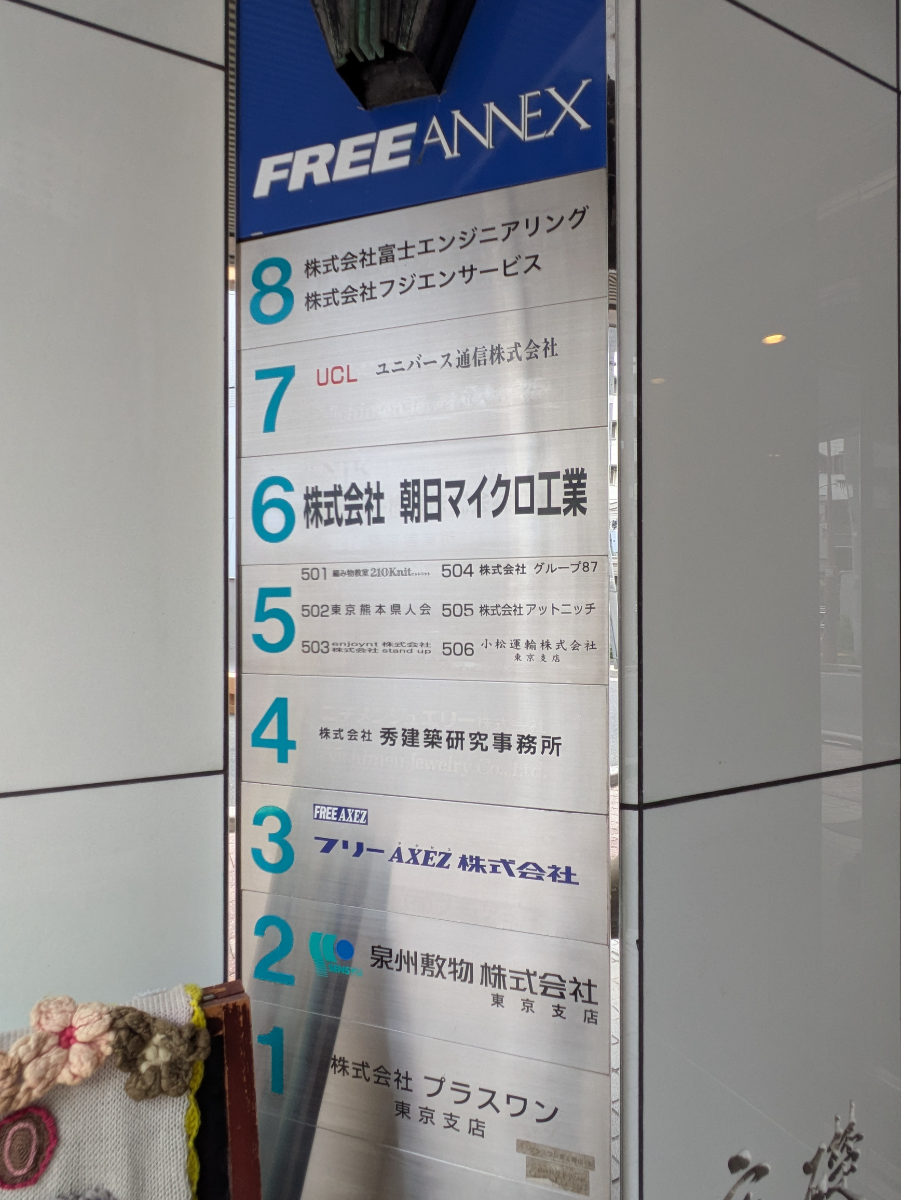 FREE ANNEX
8
株式会社富士エンジニアリング
株式会社フジエンサービス
7
UCL ユニバース通信株式会社
6
株式会社 朝日マイクロ工業
5
501 編み物教室 210Knit
502 東京熊本県人会
503 enjoynt 株式会社
株式会社 stand up
504 株式会社 グループ87
505 株式会社アットニッチ
506 小松運輸株式会社
東京支店
4
株式会社 秀建築研究事務所
3
FREE AXEZ
フリーAXEZ 株式会社
2
泉州敷物 株式会社
東京支店
1
株式会社 プラスワン
東京支店